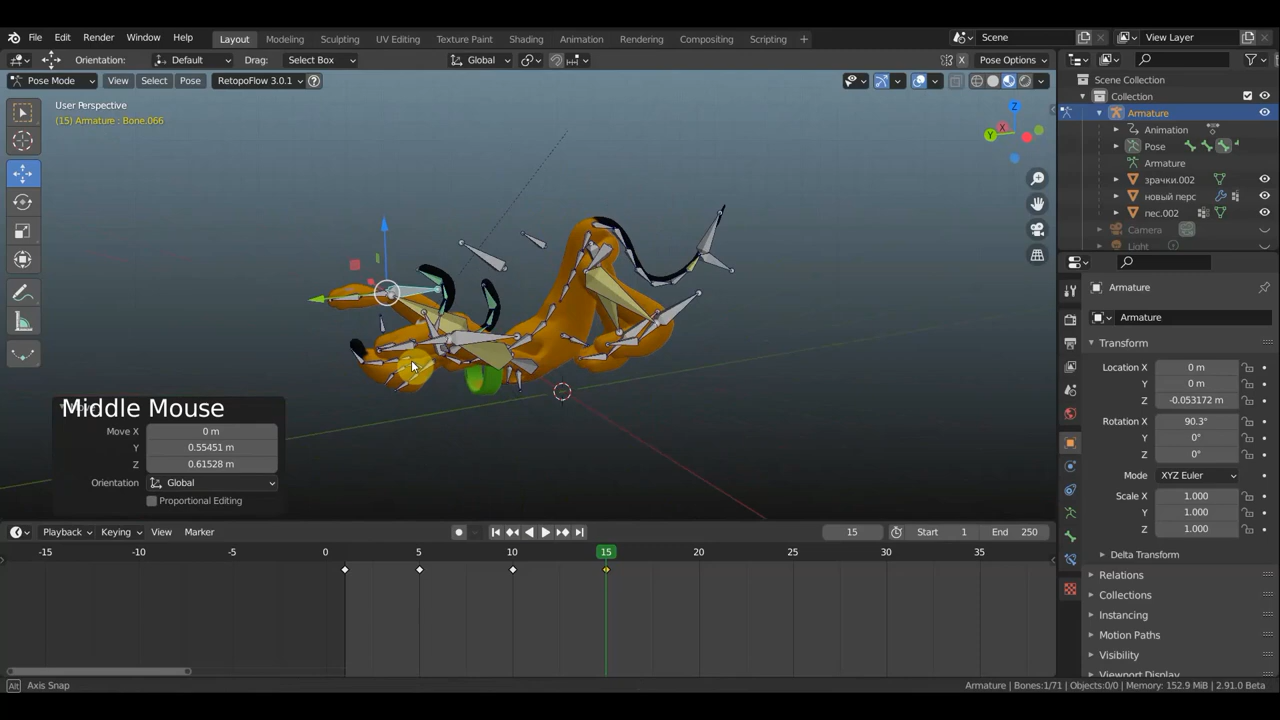 File Edit Render Window Help Layout Modeling Sculpting UV Editing Texture Paint Shading Animation Rendering Compositing Scripting + Scene View Layer
Orientation: Default Drag: Select Box Global X Pose Options
Pose Mode View Select Pose RetopoFlow 3.0.1 ?
User Perspective
(15) Armature : Bone.066
Z
X
Y
Scene Collection
Collection
Armature
Animation
Pose
Armature
зрачки.002
новый перс
пес.002
Camera
Light
Armature
Armature
Transform
Location X 0 m
Y 0 m
Z -0.053172 m
Rotation X 90.3°
Y 0°
Z 0°
Mode XYZ Euler
Scale X 1.000
Y 1.000
Z 1.000
Delta Transform
Relations
Collections
Instancing
Motion Paths
Visibility
Viewport Display
Middle Mouse
Move X 0 m
Y 0.55451 m
Z 0.61528 m
Orientation Global
Proportional Editing
Playback Keying View Marker 15 Start 1 End 250
-15 -10 -5 0 5 10 15 20 25 30 35
Alt Axis Snap Armature | Bones:1/71 | Objects:0/0 | Memory: 152.9 MiB | 2.91.0 Beta